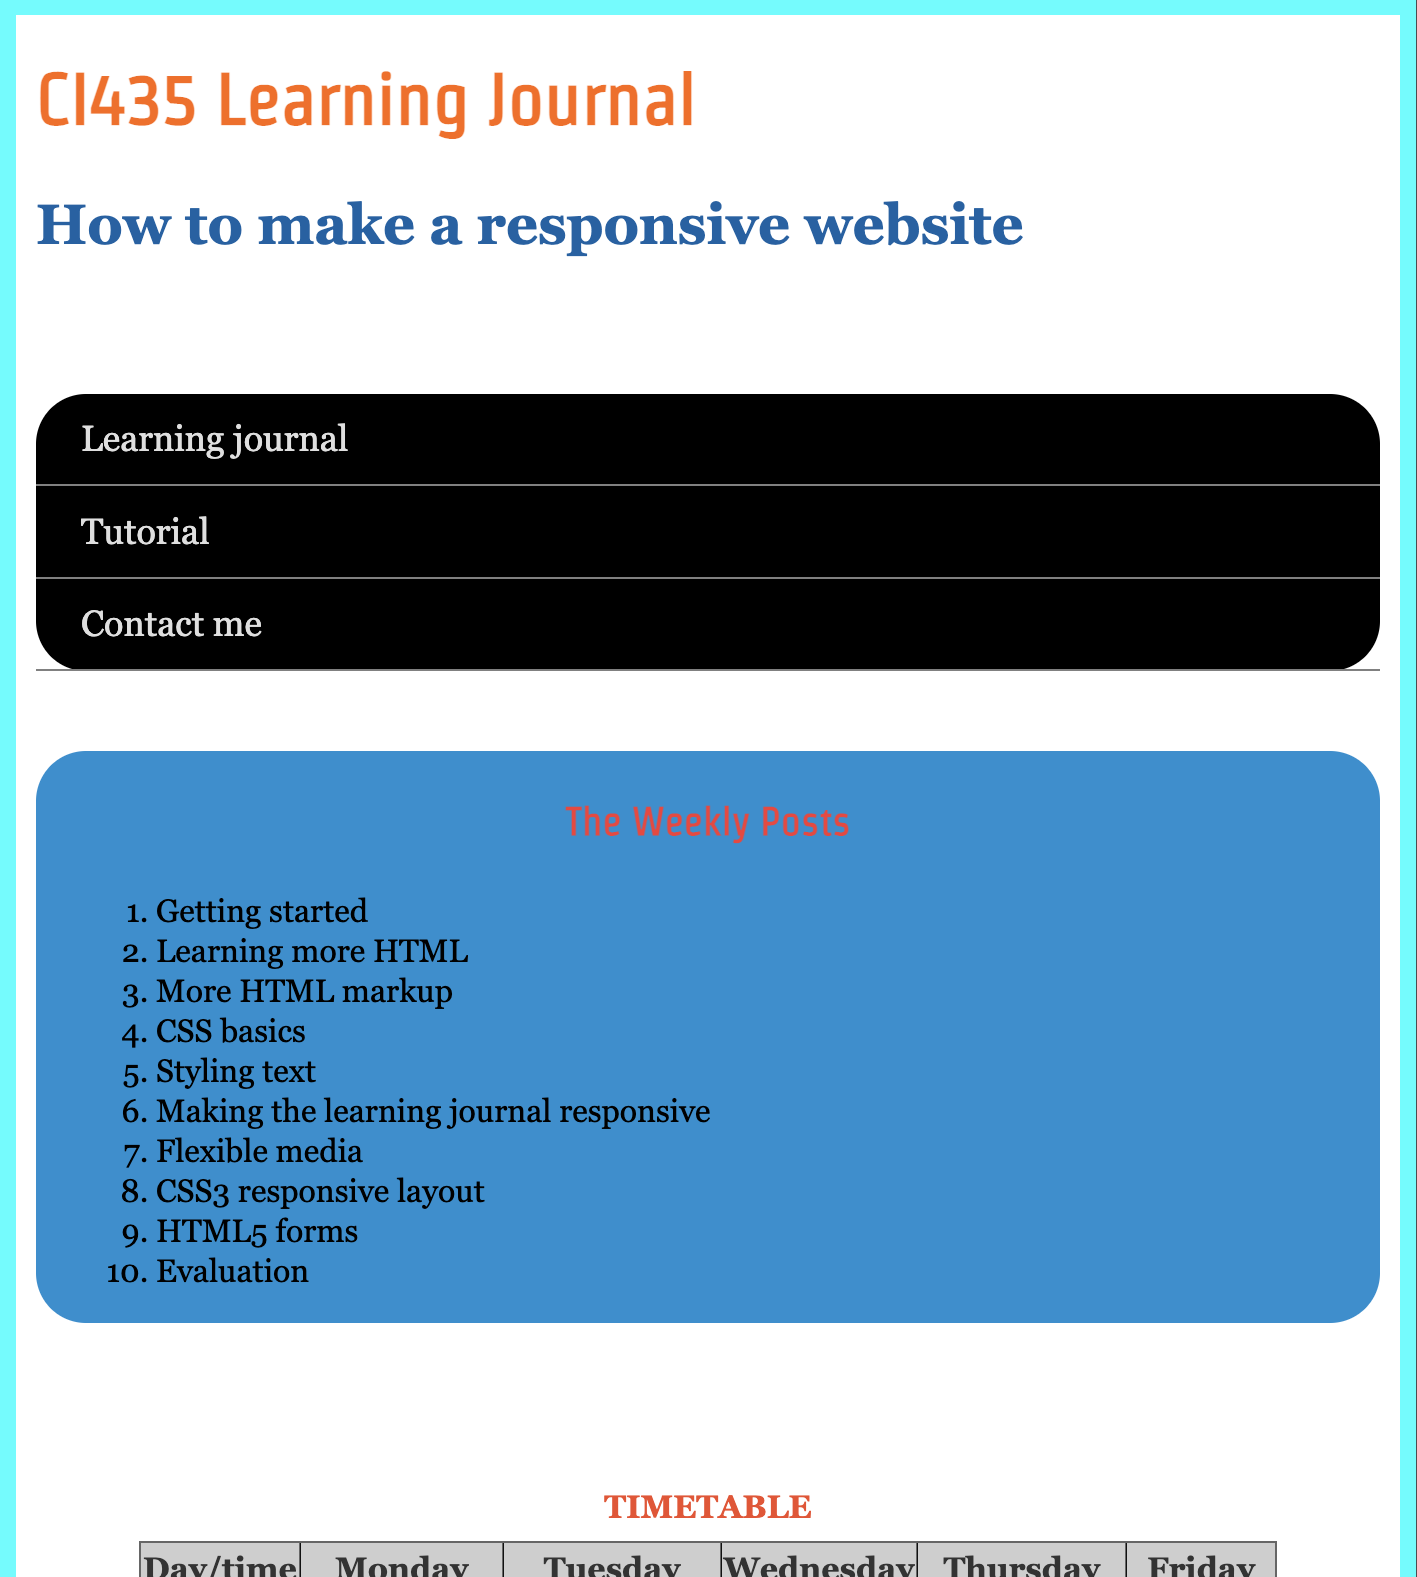 CI435 Learning Journal
How to make a responsive website
Learning journal
Tutorial
Contact me
The Weekly Posts
1. Getting started
2. Learning more HTML
3. More HTML markup
4. CSS basics
5. Styling text
6. Making the learning journal responsive
7. Flexible media
8. CSS3 responsive layout
9. HTML5 forms
10. Evaluation
TIMETABLE
Day/time Monday Tuesday Wednesday Thursday Friday